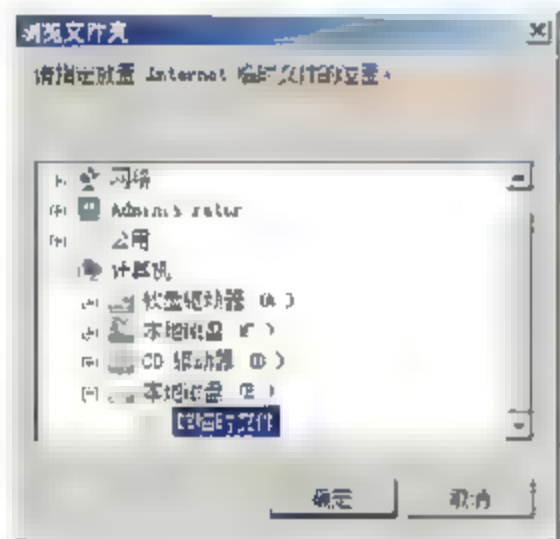 浏览文件夹
请指定放置 Internet 临时文件的位置。
网络
Administrator
公用
计算机
软盘驱动器 (A:)
本地磁盘 (C:)
CD 驱动器 (D:)
本地磁盘 (E:)
临时文件
确定
取消